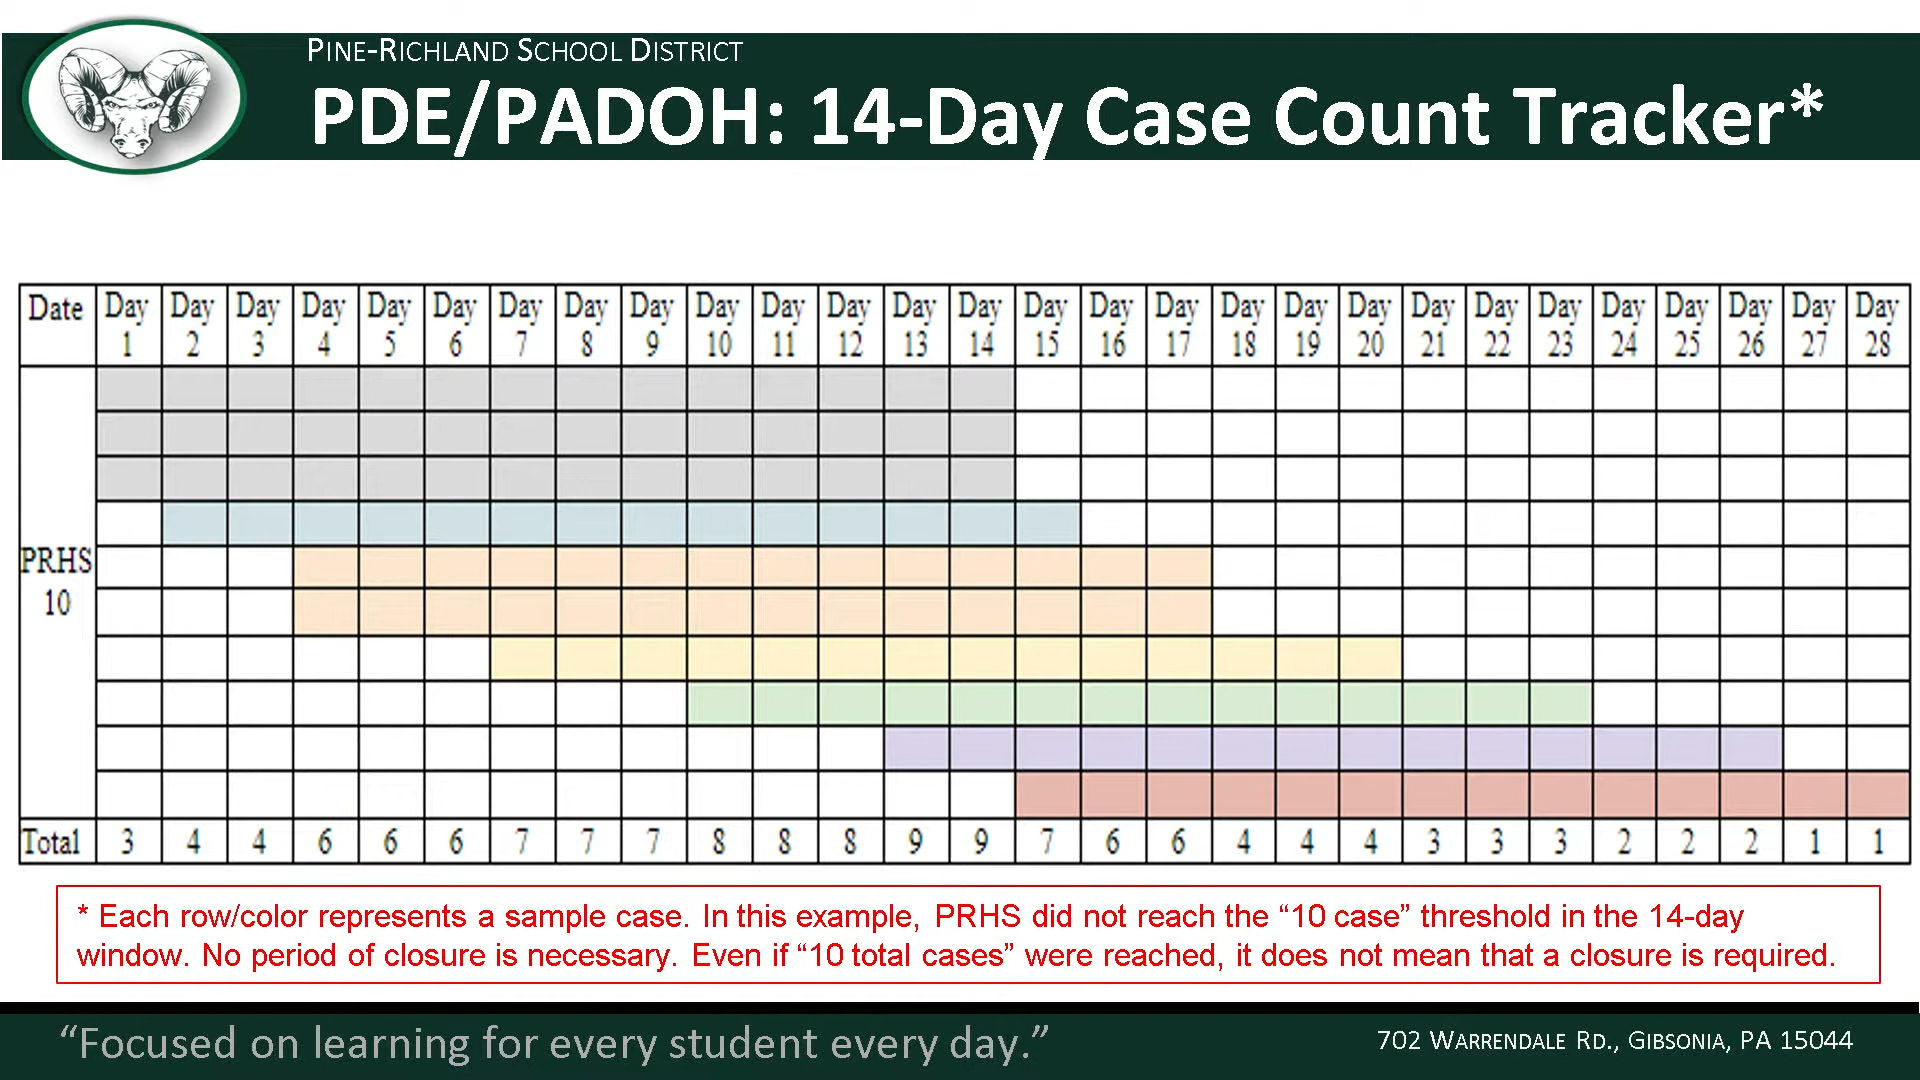 PINE-RICHLAND SCHOOL DISTRICT
PDE/PADOH: 14-Day Case Count Tracker*
Date Day 1 Day 2 Day 3 Day 4 Day 5 Day 6 Day 7 Day 8 Day 9 Day 10 Day 11 Day 12 Day 13 Day 14 Day 15 Day 16 Day 17 Day 18 Day 19 Day 20 Day 21 Day 22 Day 23 Day 24 Day 25 Day 26 Day 27 Day 28
PRHS
10
Total 3 4 4 6 6 6 7 7 7 8 8 8 9 9 7 6 6 4 4 4 3 3 3 2 2 2 1 1
* Each row/color represents a sample case. In this example, PRHS did not reach the “10 case” threshold in the 14-day
window. No period of closure is necessary. Even if “10 total cases” were reached, it does not mean that a closure is required.
“Focused on learning for every student every day.”
702 WARRENDALE RD., GIBSONIA, PA 15044